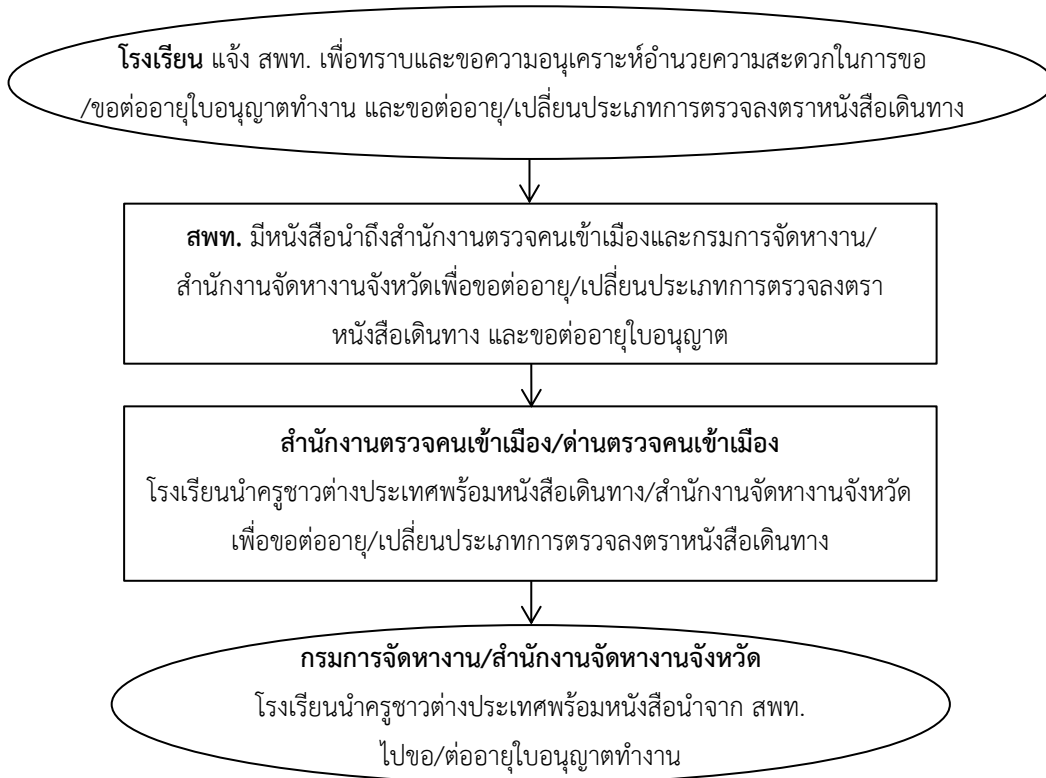 โรงเรียน แจ้ง สพท. เพื่อทราบและขอความอนุเคราะห์อำนวยความสะดวกในการขอ
/ขอต่ออายุใบอนุญาตทำงาน และขอต่ออายุ/เปลี่ยนประเภทการตรวจลงตราหนังสือเดินทาง
สพท. มีหนังสือนำถึงสำนักงานตรวจคนเข้าเมืองและกรมการจัดหางาน/
สำนักงานจัดหางานจังหวัดเพื่อขอต่ออายุ/เปลี่ยนประเภทการตรวจลงตรา
หนังสือเดินทาง และขอต่ออายุใบอนุญาต
สำนักงานตรวจคนเข้าเมือง/ด่านตรวจคนเข้าเมือง
โรงเรียนนำครูชาวต่างประเทศพร้อมหนังสือเดินทาง/สำนักงานจัดหางานจังหวัด
เพื่อขอต่ออายุ/เปลี่ยนประเภทการตรวจลงตราหนังสือเดินทาง
กรมการจัดหางาน/สำนักงานจัดหางานจังหวัด
โรงเรียนนำครูชาวต่างประเทศพร้อมหนังสือนำจาก สพท.
ไปขอ/ต่ออายุใบอนุญาตทำงาน